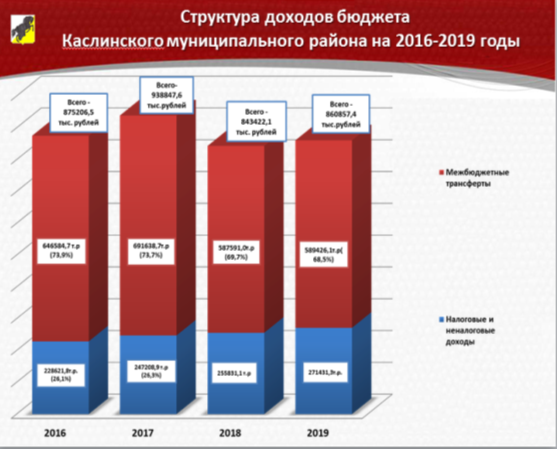 Структура доходов бюджета
Каслинского муниципального района на 2016-2019 годы
Всего -
875206,5
тыс. рублей
Всего-
938847,6
тыс.рублей
Всего -
843422,1
тыс. рублей
Всего -
860857,4
тыс.рублей
646584,7 т.р
(73,9%)
691638,7т.р
(73,7%)
587591,0т.р
(69,7%)
589426,1т.р(
68,5%)
Межбюджетные
трансферты
228621,8т.р.
(26,1%)
247208,9т.р
(26,3%)
255831,1 т.р
271431,3т.р.
Налоговые и
неналоговые
доходы
2016
2017
2018
2019